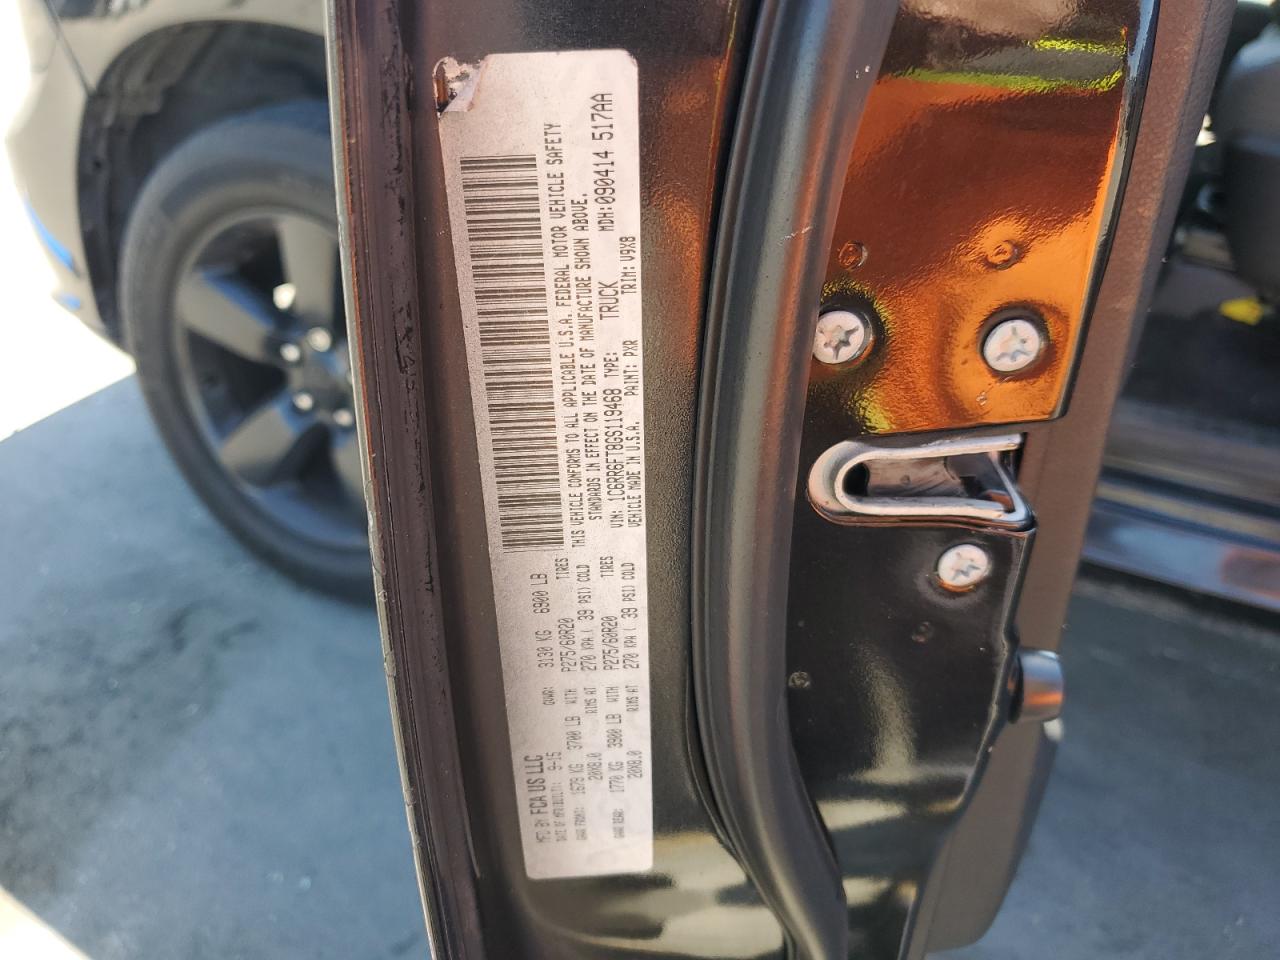 MFD BY FCA US LLC
DATE OF MFR(BUILT): 9-15 GVWR: 3130 KG 6900 LB
GAWR FRONT: 1679 KG 3700 LB WITH P275/60R20 TIRES
20X8.0 RIMS AT 270 KPA ( 39 PSI) COLD
GAWR REAR: 1770 KG 3900 LB WITH P275/60R20 TIRES
20X8.0 RIMS AT 270 KPA ( 39 PSI) COLD
THIS VEHICLE CONFORMS TO ALL APPLICABLE U.S.A. FEDERAL MOTOR VEHICLE SAFETY
STANDARDS IN EFFECT ON THE DATE OF MANUFACTURE SHOWN ABOVE.
VIN: 1C6RR6FT8GS119468 TYPE: TRUCK MDH:090414 517AA
VEHICLE MADE IN U.S.A. PAINT: PXR TRIM: V9X8